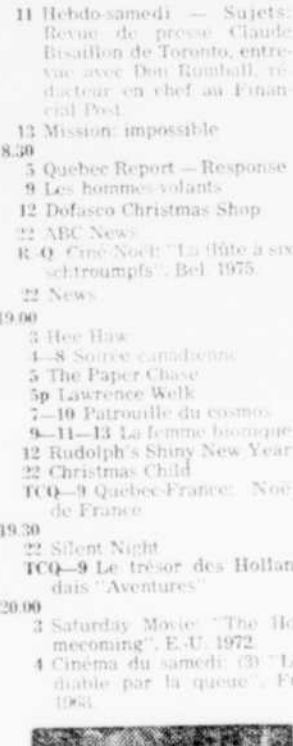 11 Hebdo-samedi — Sujets:
Revue de presse Claude
Bisaillon de Toronto, entre-
vue avec Don Rumball, ré-
dacteur en chef au Finan-
cial Post.
13 Mission: impossible
8.30
5 Quebec Report — Response
9 Les hommes volants
12 Dofasco Christmas Shop
22 ABC News
R-Q Ciné-Noël: "La flûte à six
schtroumpfs". Bel. 1975.
22 News
19.00
3 Hee Haw
4—8 Soirée canadienne
5 The Paper Chase
5p Lawrence Welk
7—10 Patrouille du cosmos
9—11—13 La femme bionique
12 Rudolph's Shiny New Year
22 Christmas Child
TCQ—9 Québec-France: Noë
de France
19.30
22 Silent Night
TCQ—9 Le trésor des Hollan
dais "Aventures"
20.00
3 Saturday Movie: "The Ho
mecoming". E.-U. 1972
4 Cinéma du samedi: (3) "L
diable par la queue". F
1968.